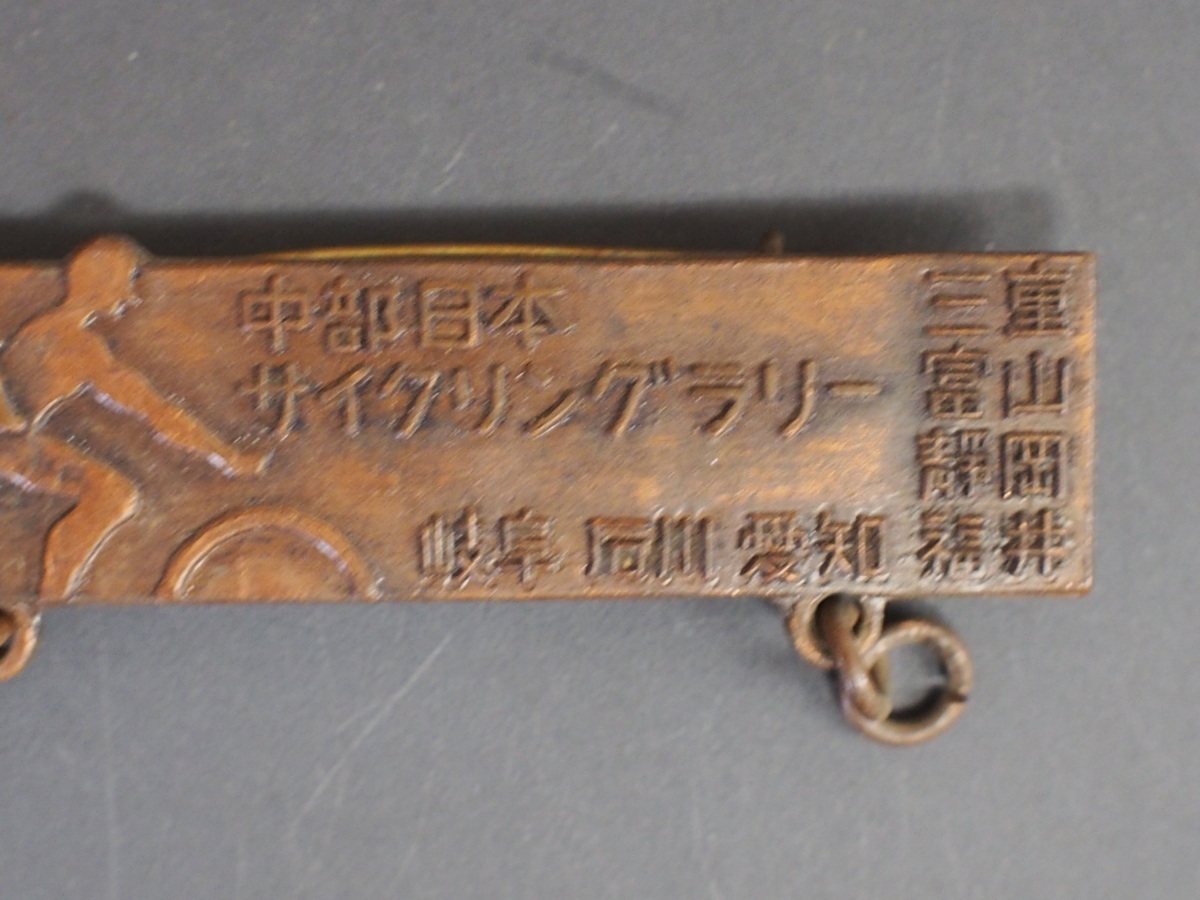 中部日本
サイクリングラリー
岐阜 石川 愛知
三重
富山
静岡
福井